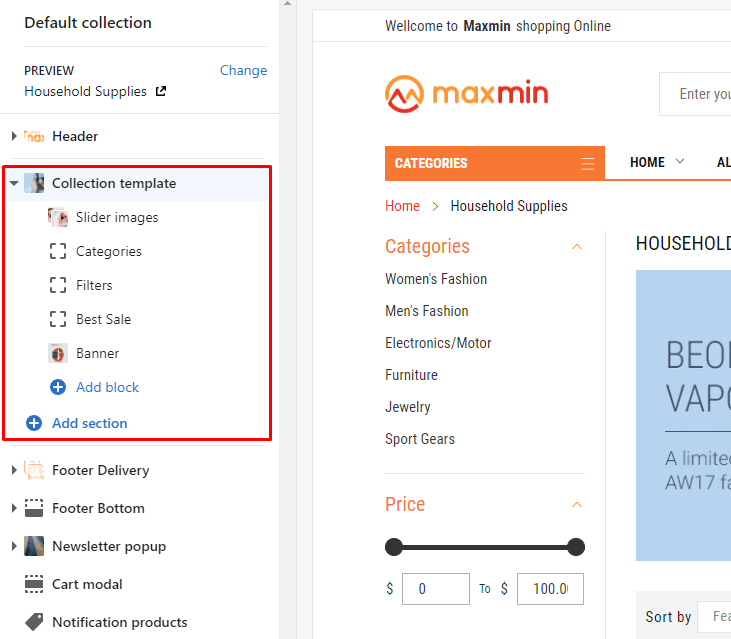 Default collection
PREVIEW
Change
Household Supplies
Header
Collection template
Slider images
Categories
Filters
Best Sale
Banner
Add block
Add section
Footer Delivery
Footer Bottom
Newsletter popup
Cart modal
Notification products
Wellcome to Maxmin shopping Online
maxmin
Enter you
CATEGORIES
HOME
AL
Home > Household Supplies
Categories
Women's Fashion
Men's Fashion
Electronics/Motor
Furniture
Jewelry
Sport Gears
Price
$ 0 To $ 100.0
HOUSEHOLD
BEOP
VAPO
A limited
AW17 fa
Sort by Fea